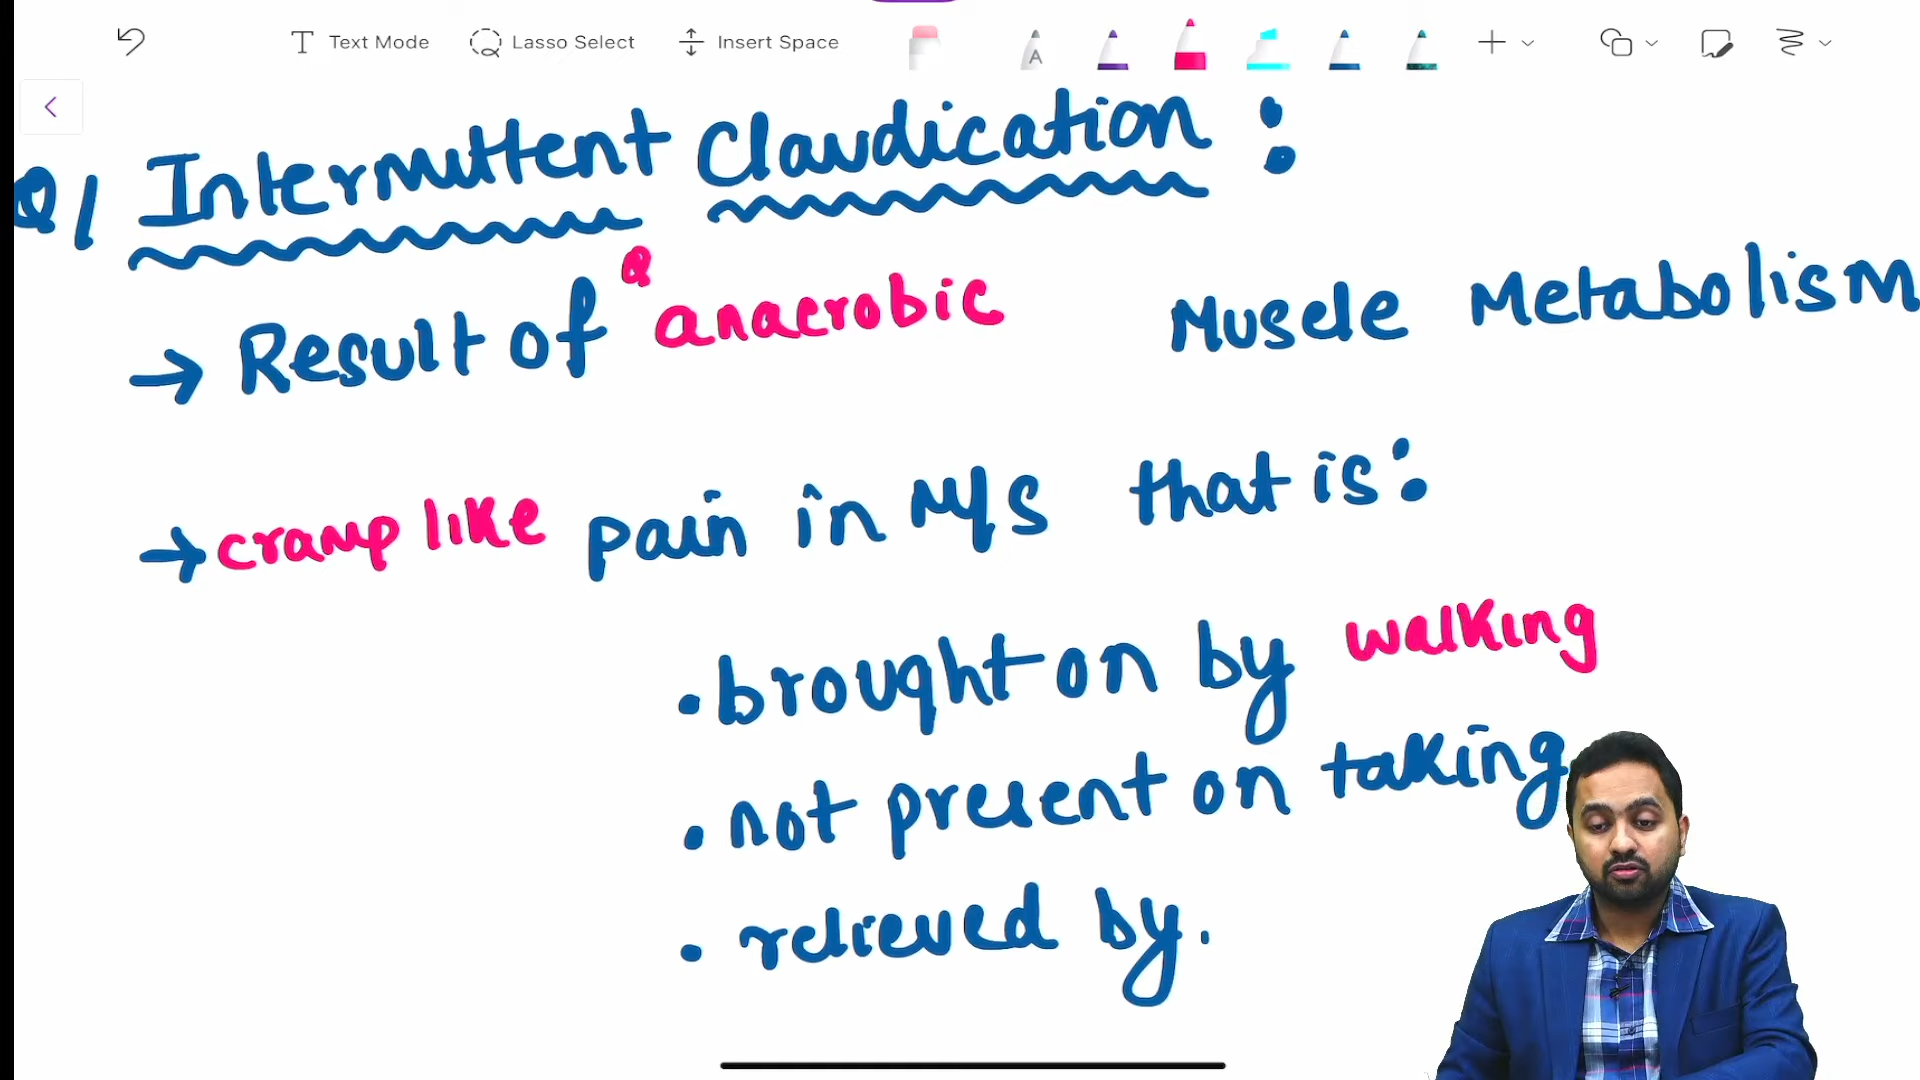 Text Mode Lasso Select Insert Space A
Q/ Intermittent Claudication :
Q
→ Result of anaerobic Muscle Metabolism
→ cramp like pain in M/S that is :
• brought on by walking
• not present on taking
• relieved by.